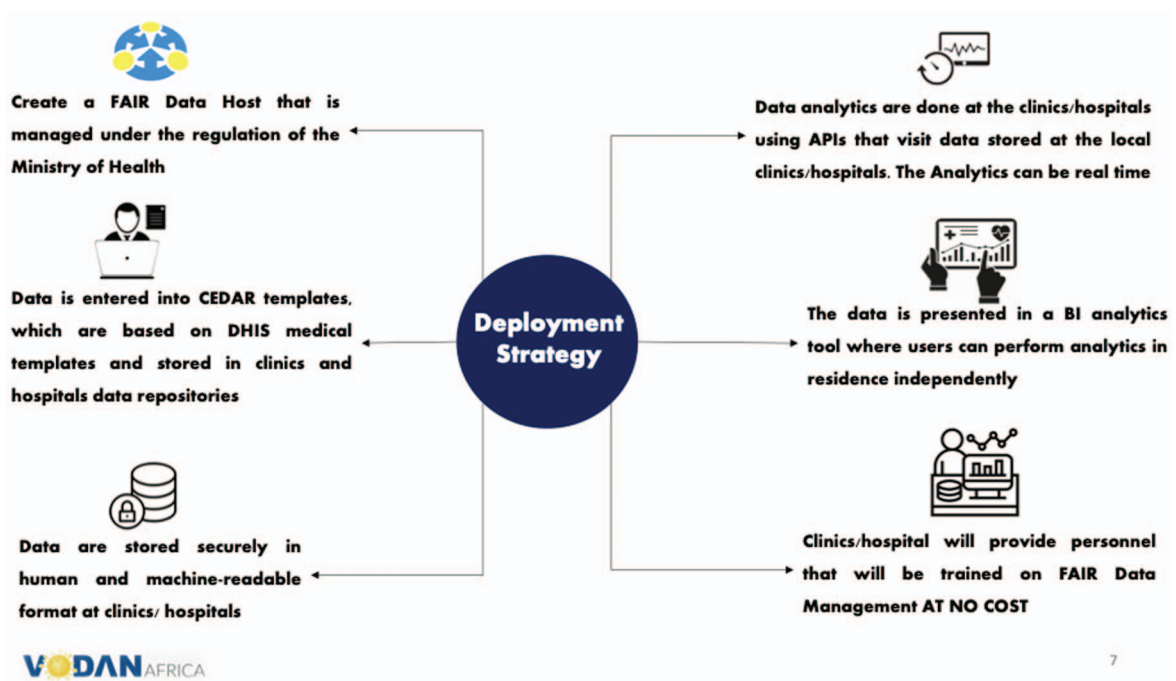 Create a FAIR Data Host that is
managed under the regulation of the
Ministry of Health
Data is entered into CEDAR templates,
which are based on DHIS medical
templates and stored in clinics and
hospitals data repositories
Data are stored securely in
human and machine-readable
format at clinics/ hospitals
Deployment
Strategy
Data analytics are done at the clinics/hospitals
using APIs that visit data stored at the local
clinics/hospitals. The Analytics can be real time
The data is presented in a BI analytics
tool where users can perform analytics in
residence independently
Clinics/hospital will provide personnel
that will be trained on FAIR Data
Management AT NO COST
VODAN AFRICA
7